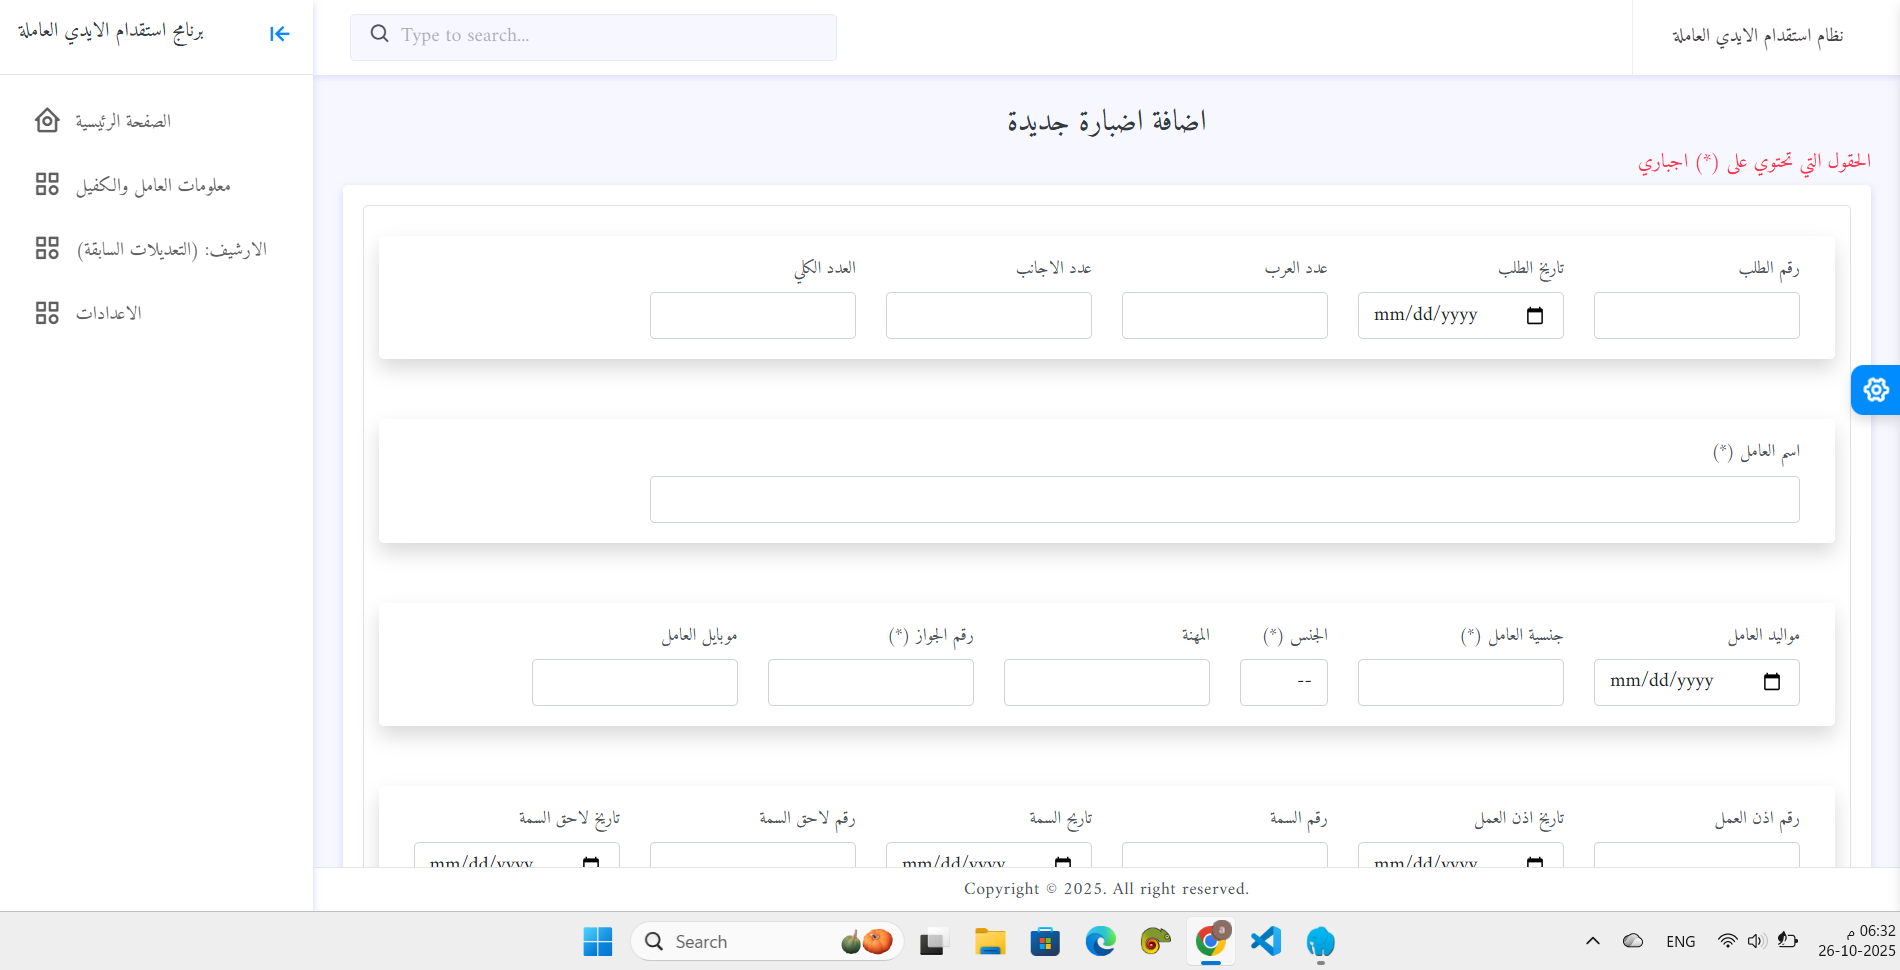 برنامج استقدام الايدي العاملة
Type to search...
نظام استقدام الايدي العاملة
الصفحة الرئيسية
معلومات العامل والكفيل
الارشيف: (التعديلات السابقة)
الاعدادات
اضافة اضبارة جديدة
الحقول التي تحتوي على (*) اجباري
رقم الطلب تاريخ الطلب عدد العرب عدد الاجانب العدد الكلي
mm/dd/yyyy
اسم العامل (*)
مواليد العامل جنسية العامل (*) الجنس (*) المهنة رقم الجواز (*) موبايل العامل
mm/dd/yyyy --
رقم اذن العمل تاريخ اذن العمل رقم السمة تاريخ السمة رقم لاحق السمة تاريخ لاحق السمة
mm/dd/yyyy mm/dd/yyyy mm/dd/yyyy
Copyright © 2025. All right reserved.
Search
a
ENG
06:32 م
26-10-2025